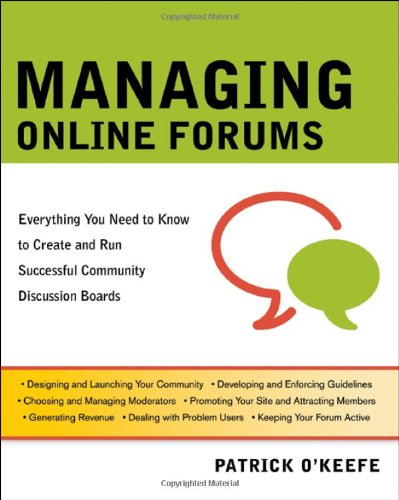 Copyrighted Material
MANAGING
ONLINE FORUMS
Everything You Need to Know
to Create and Run
Successful Community
Discussion Boards
• Designing and Launching Your Community • Developing and Enforcing Guidelines
• Choosing and Managing Moderators • Promoting Your Site and Attracting Members
• Generating Revenue • Dealing with Problem Users • Keeping Your Forum Active
PATRICK O'KEEFE
Copyrighted Material